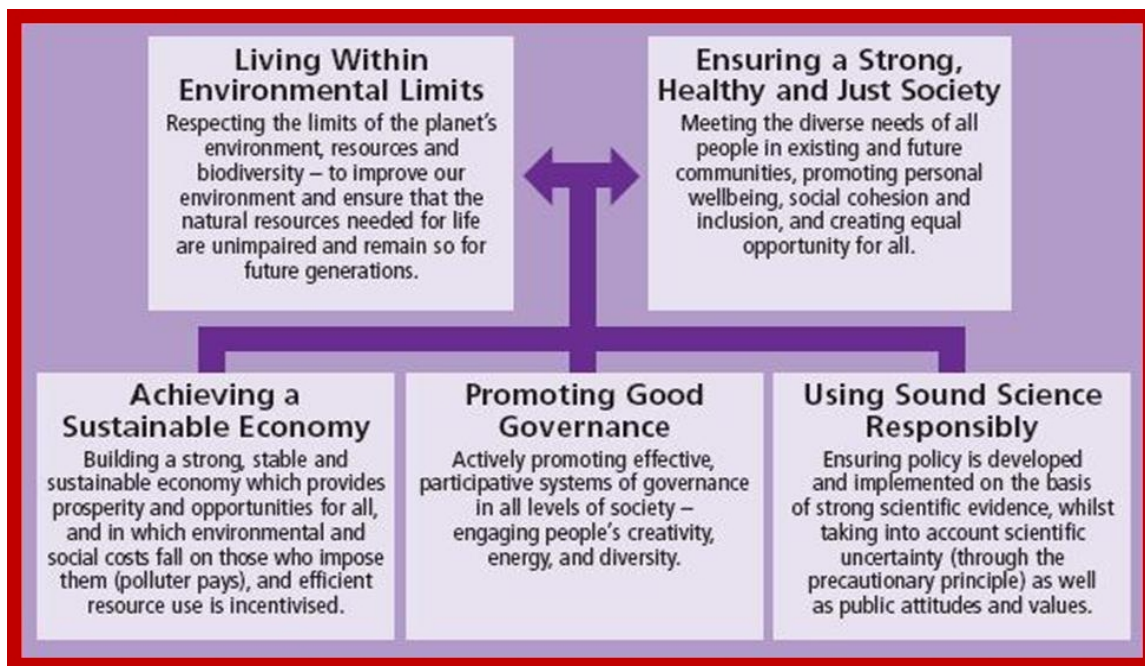 Living Within
Environmental Limits
Respecting the limits of the planet's
environment, resources and
biodiversity – to improve our
environment and ensure that the
natural resources needed for life
are unimpaired and remain so for
future generations.
Ensuring a Strong,
Healthy and Just Society
Meeting the diverse needs of all
people in existing and future
communities, promoting personal
wellbeing, social cohesion and
inclusion, and creating equal
opportunity for all.
Achieving a
Sustainable Economy
Building a strong, stable and
sustainable economy which provides
prosperity and opportunities for all,
and in which environmental and
social costs fall on those who impose
them (polluter pays), and efficient
resource use is incentivised.
Promoting Good
Governance
Actively promoting effective,
participative systems of governance
in all levels of society –
engaging people's creativity,
energy, and diversity.
Using Sound Science
Responsibly
Ensuring policy is developed
and implemented on the basis
of strong scientific evidence, whilst
taking into account scientific
uncertainty (through the
precautionary principle) as well
as public attitudes and values.